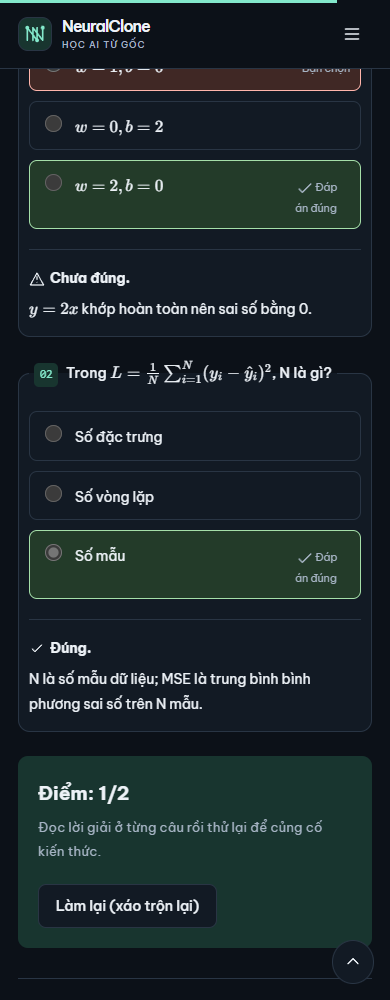 NeuralClone
HỌC AI TỪ GỐC
w = 0, b = 2
w = 2, b = 0
Đáp
án đúng
Chưa đúng.
y = 2x khớp hoàn toàn nên sai số bằng 0.
02 Trong L = \frac{1}{N} \sum_{i=1}^{N} (y_i − ŷ_i)^2, N là gì?
Số đặc trưng
Số vòng lặp
Số mẫu
Đáp
án đúng
Đúng.
N là số mẫu dữ liệu; MSE là trung bình bình
phương sai số trên N mẫu.
Điểm: 1/2
Đọc lời giải ở từng câu rồi thử lại để củng cố
kiến thức.
Làm lại (xáo trộn lại)